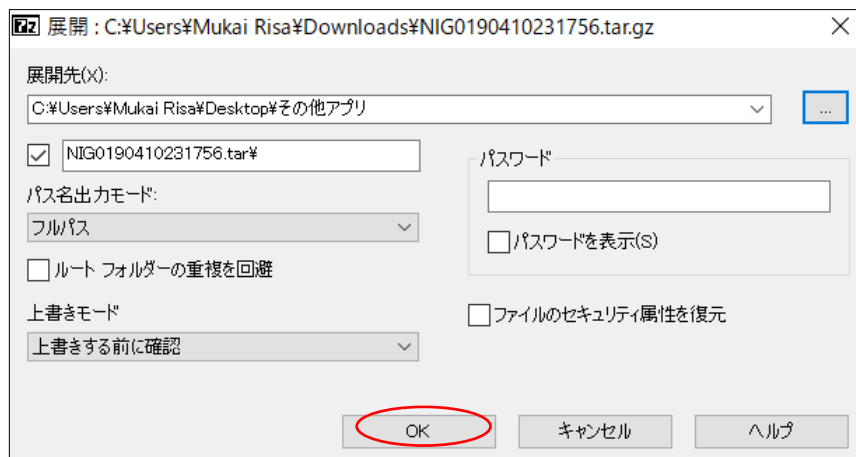 7z 展開 : C:¥Users¥Mukai Risa¥Downloads¥NIG0190410231756.tar.gz
展開先(X):
C:¥Users¥Mukai Risa¥Desktop¥その他アプリ
...
NIG0190410231756.tar¥
パスワード
パス名出力モード:
フルパス
パスワードを表示(S)
ルート フォルダーの重複を回避
上書きモード
ファイルのセキュリティ属性を復元
上書きする前に確認
OK キャンセル ヘルプ